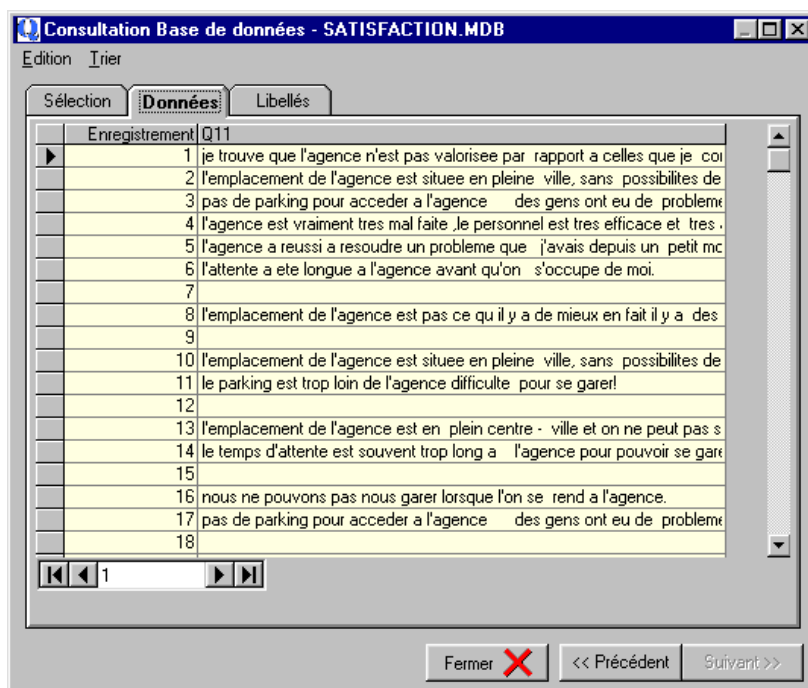 Consultation Base de données - SATISFACTION.MDB
Edition Trier
Sélection Données Libellés
Enregistrement Q11
1 je trouve que l'agence n'est pas valorisee par rapport a celles que je
2 l'emplacement de l'agence est situee en pleine ville, sans possibilites de
3 pas de parking pour acceder a l'agence des gens ont eu de probleme
4 l'agence est vraiment tres mal faite ,le personnel est tres efficace et tres
5 l'agence a reussi a resoudre un probleme que j'avais depuis un petit
6 l'attente a ete longue a l'agence avant qu'on s'occupe de moi.
7
8 l'emplacement de l'agence est pas ce qu il y a de mieux en fait il y a des
9
10 l'emplacement de l'agence est situee en pleine ville, sans possibilites de
11 le parking est trop loin de l'agence difficulte pour se garer!
12
13 l'emplacement de l'agence est en plein centre - ville et on ne peut pas s
14 le temps d'attente est souvent trop long a l'agence pour pouvoir se
15
16 nous ne pouvons pas nous garer lorsque l'on se rend a l'agence.
17 pas de parking pour acceder a l'agence des gens ont eu de probleme
18
1
Fermer << Précédent Suivant >>